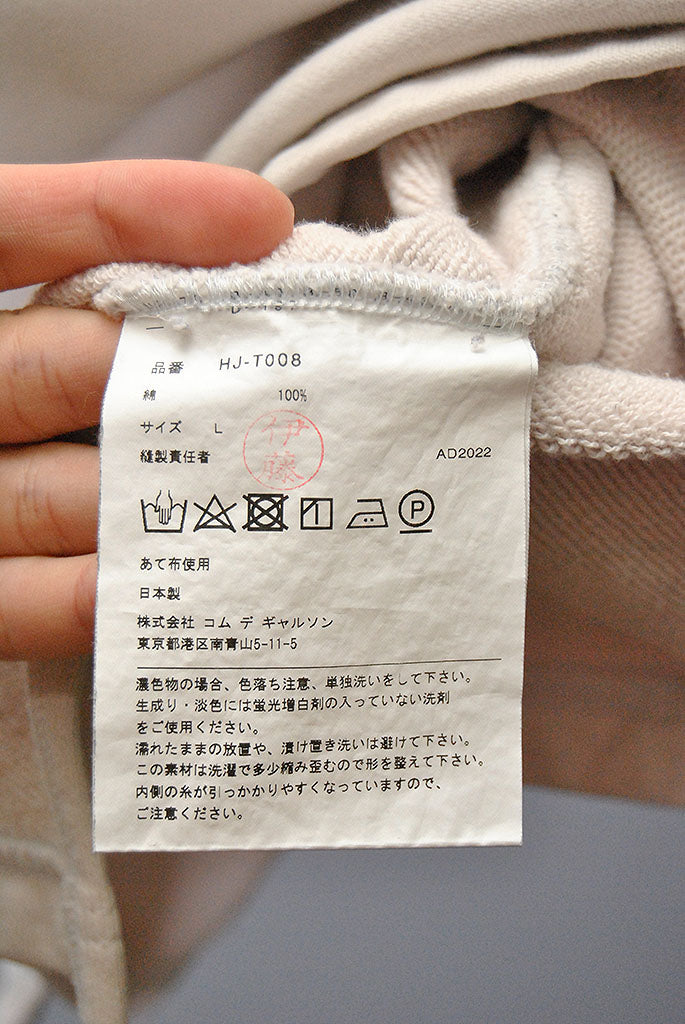 品番 HJ-T008
綿 100%
サイズ L
伊藤
縫製責任者 AD2022
P
あて布使用
日本製
株式会社 コム デ ギャルソン
東京都港区南青山5-11-5
濃色物の場合、色落ち注意、単独洗いをして下さい。
生成り・淡色には蛍光増白剤の入っていない洗剤
をご使用ください。
濡れたままの放置や、漬け置き洗いは避けて下さい。
この素材は洗濯で多少縮み歪むので形を整えて下さい。
内側の糸が引っかかりやすくなっていますので、
ご注意ください。